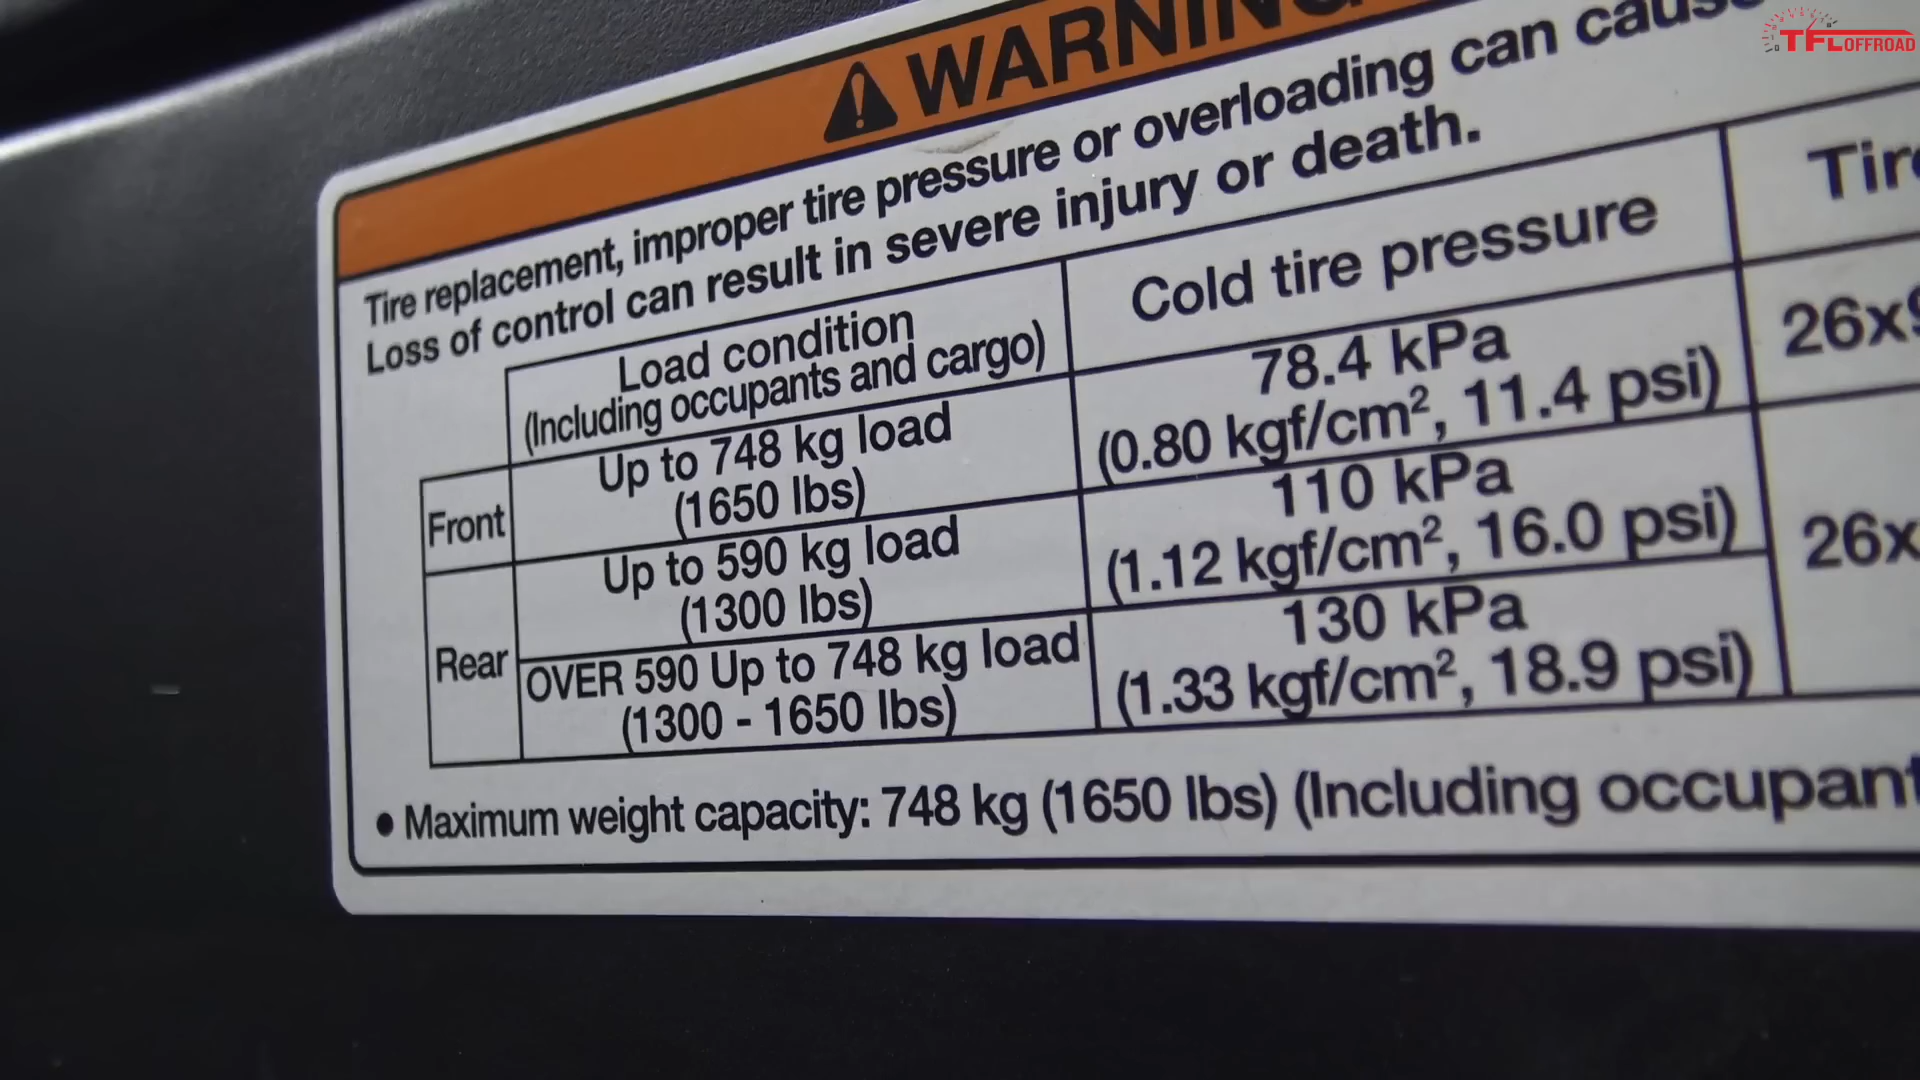 TFLOFFROAD
WARNING
Tire replacement, improper tire pressure or overloading can cause
Loss of control can result in severe injury or death.
Load condition
(Including occupants and cargo)
Cold tire pressure
Front
Up to 748 kg load
(1650 lbs)
78.4 kPa
(0.80 kgf/cm², 11.4 psi)
Rear
Up to 590 kg load
(1300 lbs)
110 kPa
(1.12 kgf/cm², 16.0 psi)
OVER 590 Up to 748 kg load
(1300 - 1650 lbs)
130 kPa
(1.33 kgf/cm², 18.9 psi)
26x
• Maximum weight capacity: 748 kg (1650 lbs) (Including occupant